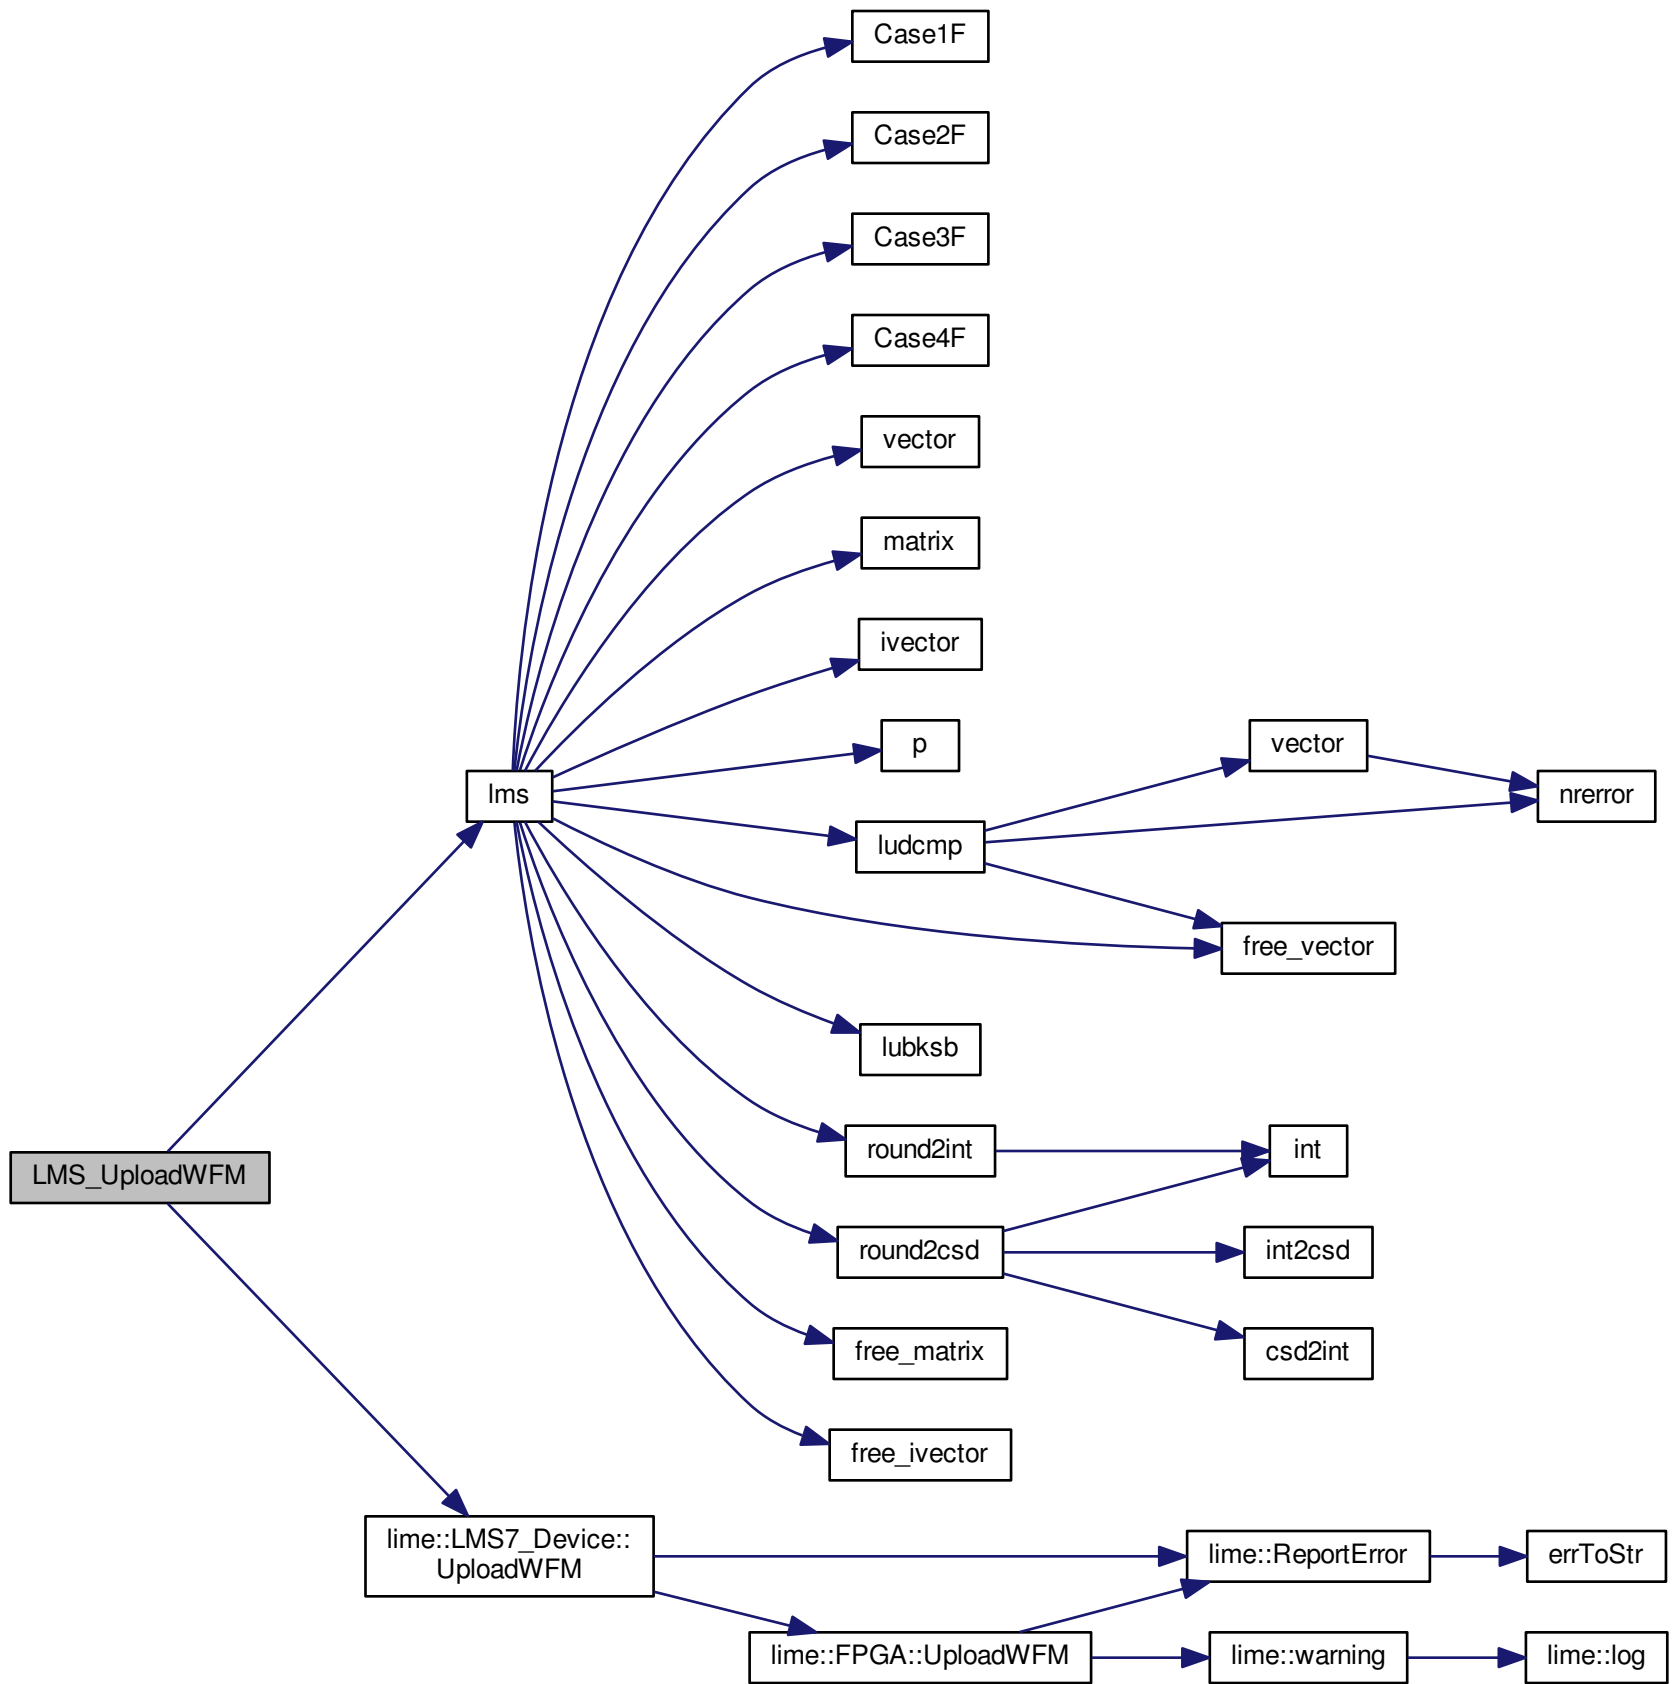 Case1F
Case2F
Case3F
Case4F
vector
matrix
ivector
p
vector
lms
nrerror
ludcmp
free_vector
lubksb
round2int
int
LMS_UploadWFM
round2csd
int2csd
free_matrix
csd2int
free_ivector
lime::LMS7_Device::
UploadWFM
lime::ReportError
errToStr
lime::FPGA::UploadWFM
lime::warning
lime::log